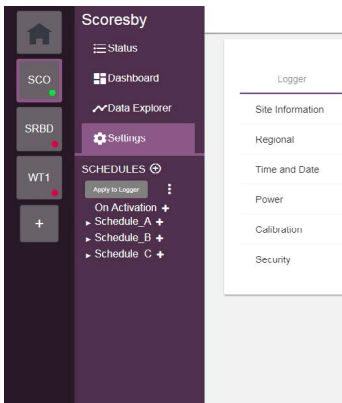 Scoresby
Status
SCO
Dashboard
Data Explorer
SRBD
Settings
WT1
SCHEDULES
Apply to Logger
On Activation +
Schedule_A +
Schedule_B +
Schedule C +
+
Logger
Site Information
Regional
Time and Date
Power
Calibration
Security